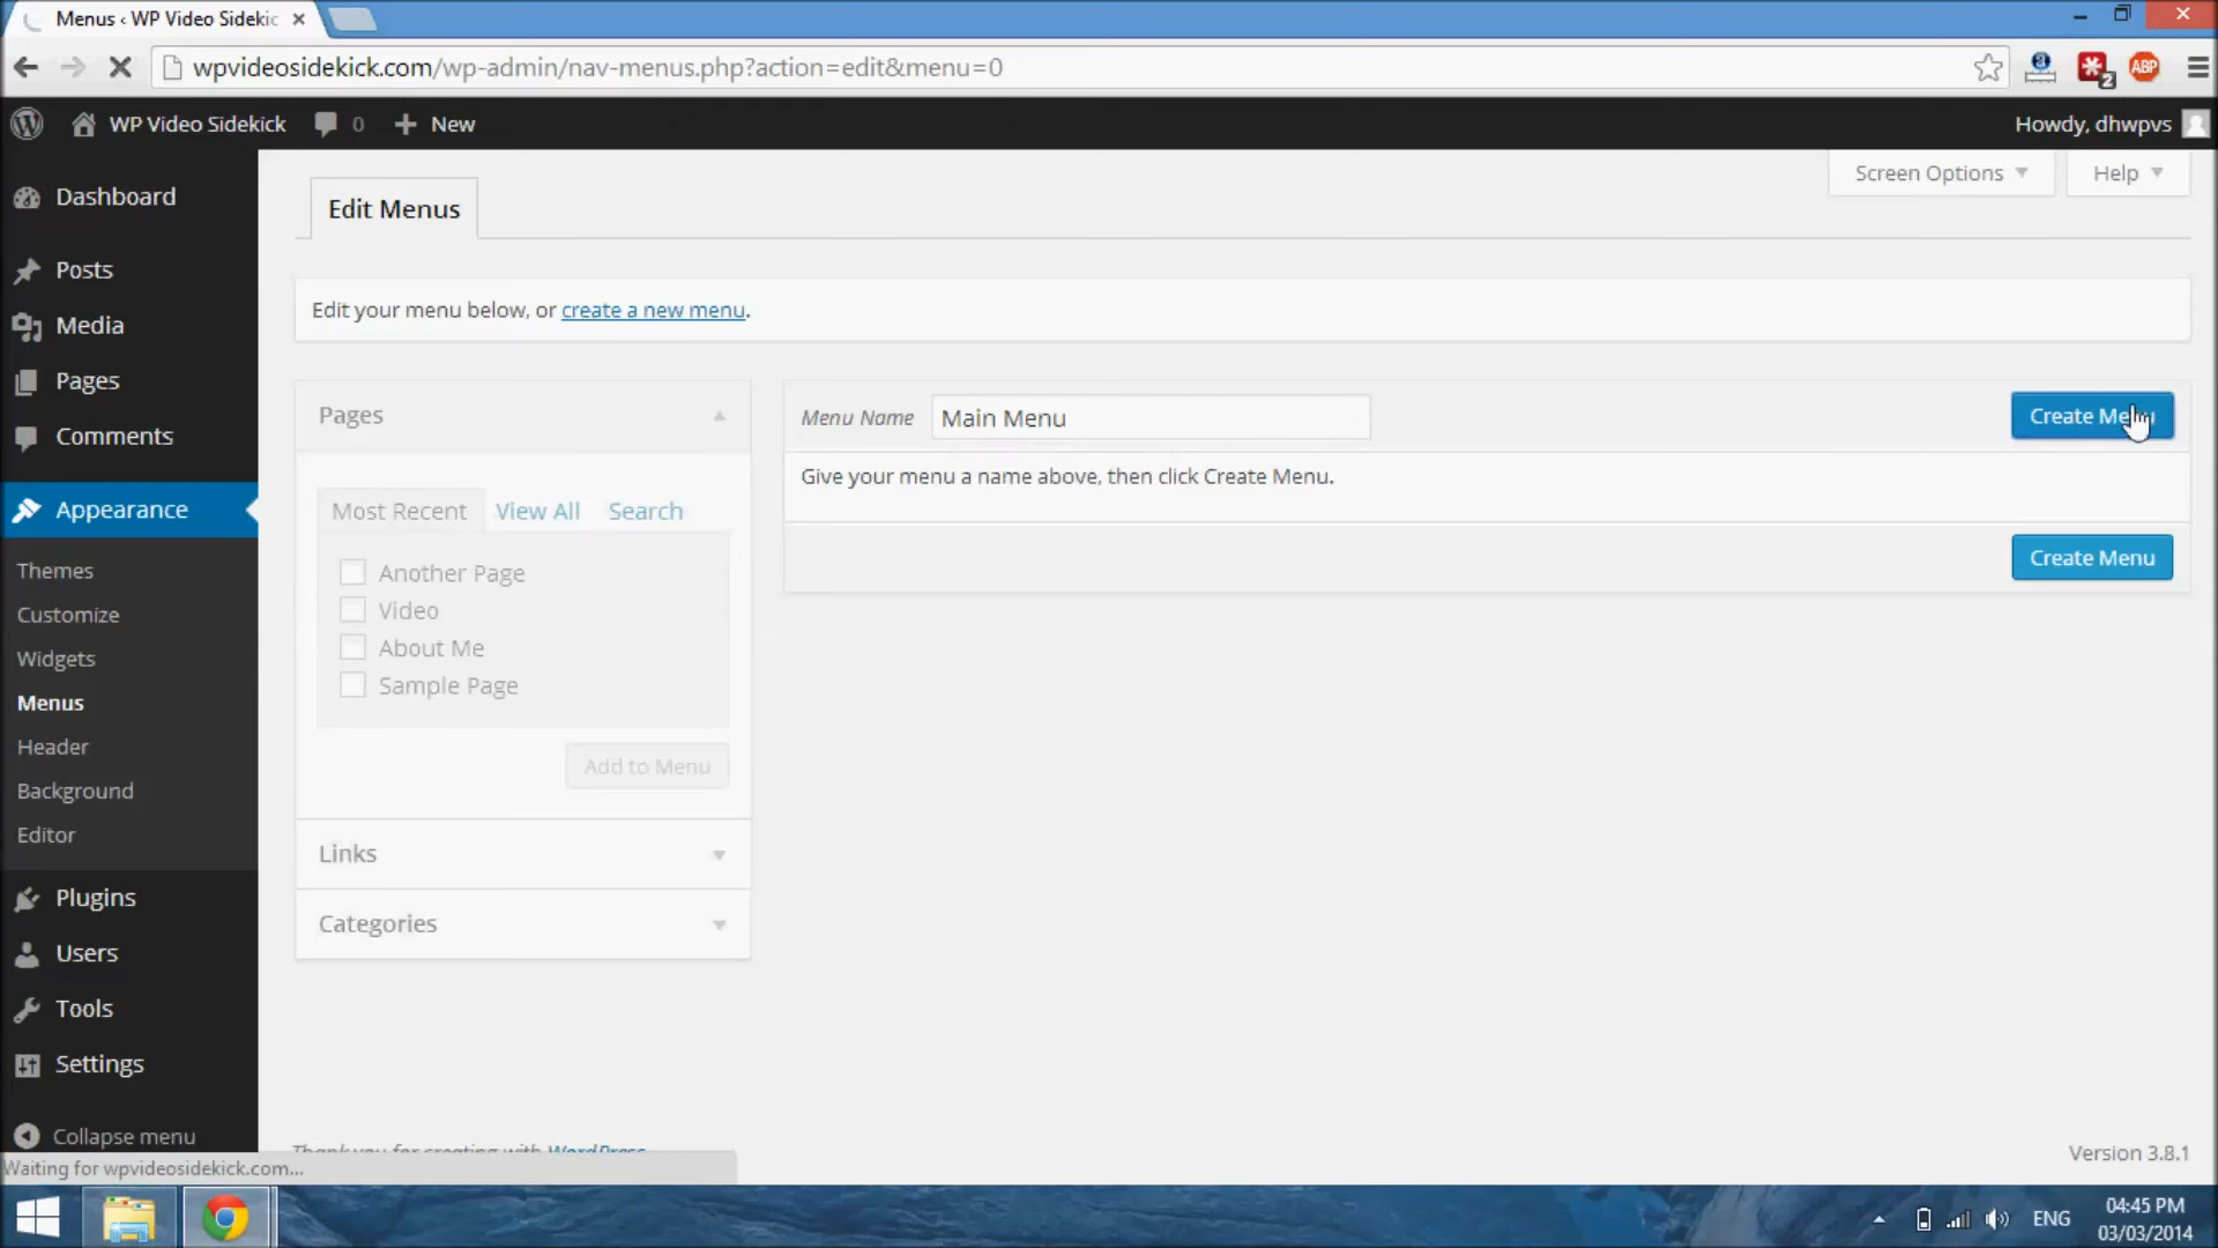 Menus ‹ WP Video Sidekic
wpvideosidekick.com/wp-admin/nav-menus.php?action=edit&menu=0
3
2
ABP
WP Video Sidekick
0
New
Howdy, dhwpvs
Screen Options
Help
Dashboard
Posts
Media
Pages
Comments
Appearance
Themes
Customize
Widgets
Menus
Header
Background
Editor
Plugins
Users
Tools
Settings
Collapse menu
Edit Menus
Edit your menu below, or create a new menu.
Pages
Most Recent View All Search
Another Page
Video
About Me
Sample Page
Add to Menu
Links
Categories
Menu Name Main Menu
Create Menu
Give your menu a name above, then click Create Menu.
Create Menu
Thank you for creating with WordPress
Version 3.8.1
Waiting for wpvideosidekick.com...
ENG
04:45 PM
03/03/2014